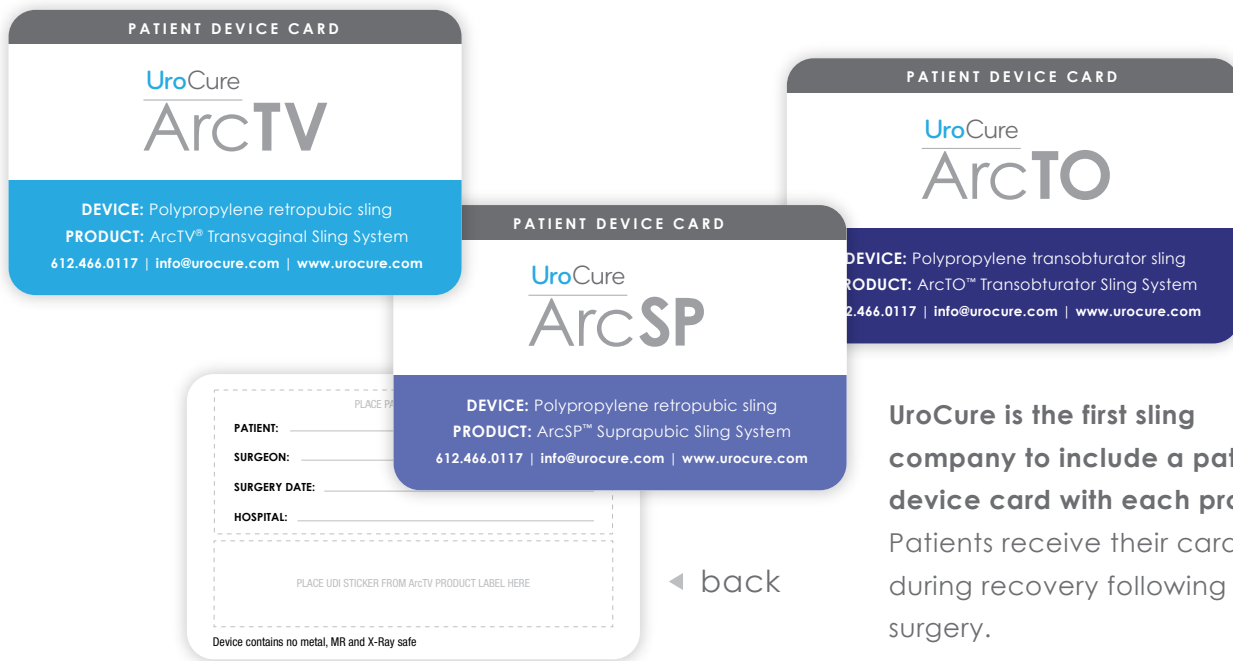 PATIENT DEVICE CARD
UroCure
ArcTV
DEVICE: Polypropylene retropubic sling
PRODUCT: ArcTV® Transvaginal Sling System
612.466.0117 | info@urocure.com | www.urocure.com
PATIENT DEVICE CARD
UroCure
ArcTO
DEVICE: Polypropylene transobturator sling
PRODUCT: ArcTO™ Transobturator Sling System
2.466.0117 | info@urocure.com | www.urocure.com
PATIENT DEVICE CARD
UroCure
ArcSP
DEVICE: Polypropylene retropubic sling
PRODUCT: ArcSP™ Suprapubic Sling System
612.466.0117 | info@urocure.com | www.urocure.com
PLACE
PATIENT:
SURGEON:
SURGERY DATE:
HOSPITAL:
PLACE UDI STICKER FROM ArcTV PRODUCT LABEL HERE
Device contains no metal, MR and X-Ray safe
back
UroCure is the first sling
company to include a
device card with each
Patients receive their
during recovery following
surgery.